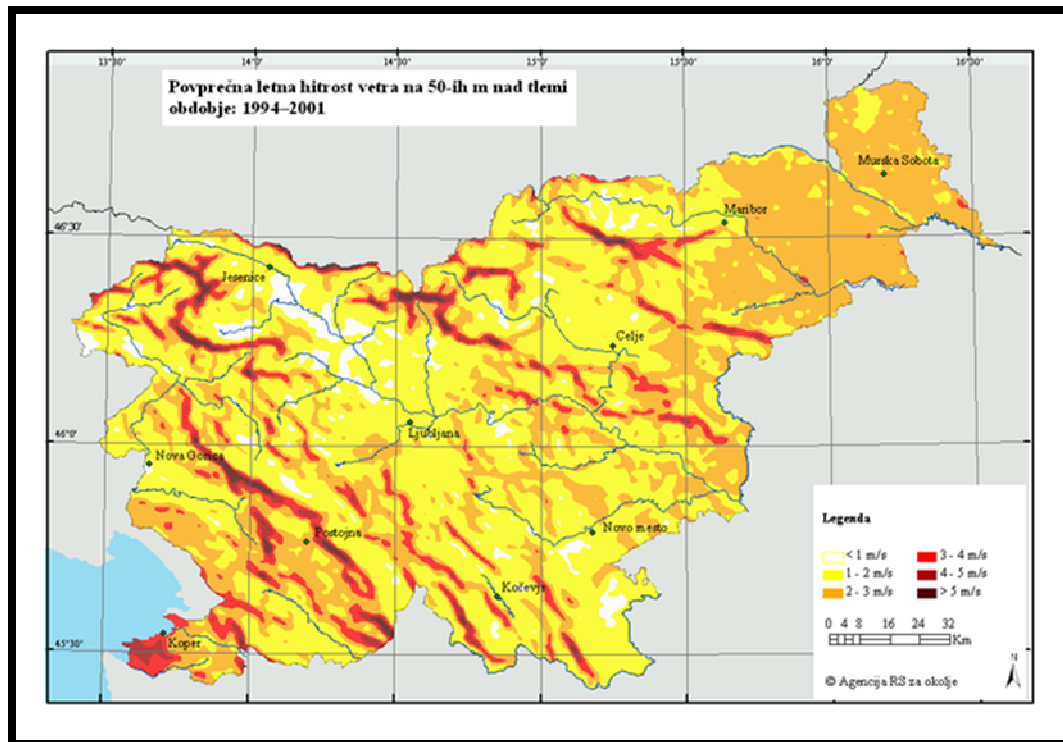 13°30'
14°0'
14°30'
15°0'
15°30'
16°0'
16°30'
Povprečna letna hitrost vetra na 50-ih m nad tlemi
obdobje: 1994–2001
Murska Sobota
Maribor
46°30'
Jesenice
Celje
Ljubljana
46°0'
Nova Gorica
Postojna
Novo mesto
Kočevje
Koper
45°30'
Legenda
< 1 m/s
3 - 4 m/s
1 - 2 m/s
4 - 5 m/s
2 - 3 m/s
> 5 m/s
0 4 8 16 24 32
Km
N
© Agencija RS za okolje